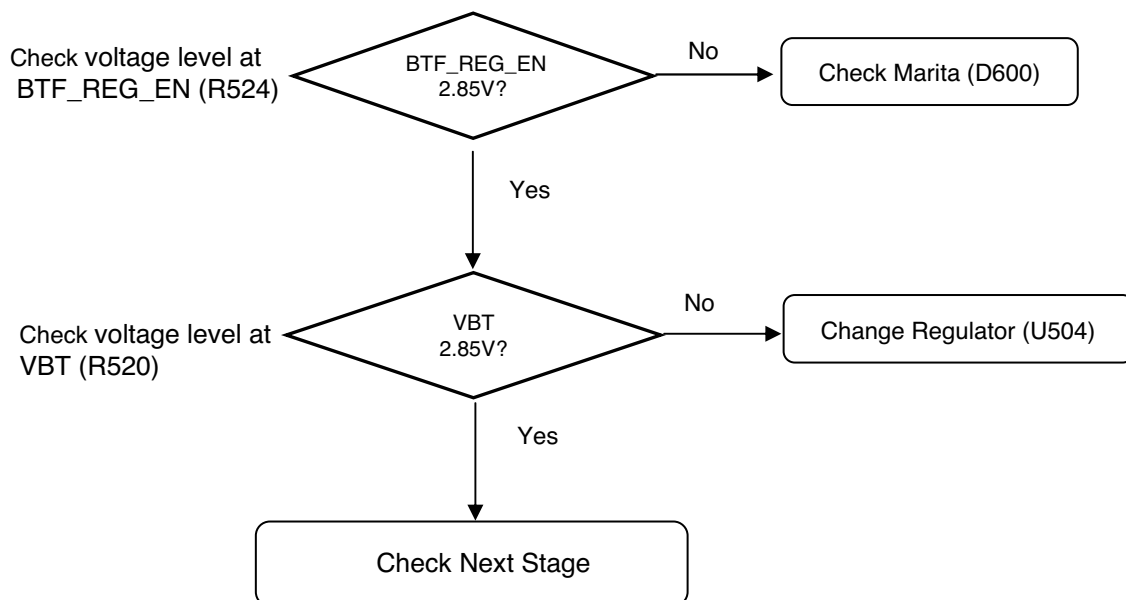 Check voltage level at
BTF_REG_EN (R524)
BTF_REG_EN
2.85V?
No
Check Marita (D600)
Yes
Check voltage level at
VBT (R520)
VBT
2.85V?
No
Change Regulator (U504)
Yes
Check Next Stage